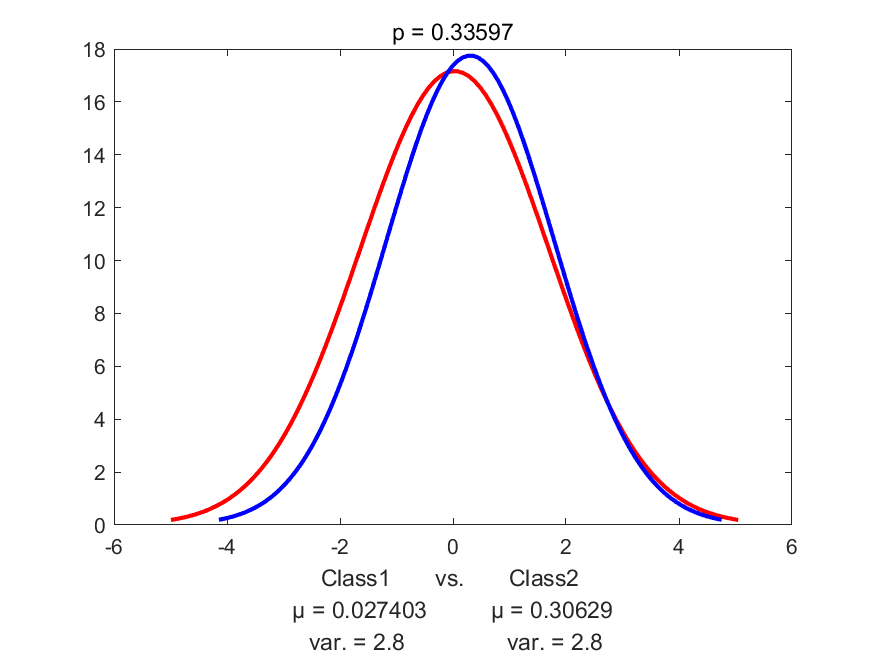 p = 0.33597
18
16
14
12
10
8
6
4
2
0
-6 -4 -2 0 2 4 6
Class1 vs. Class2
μ = 0.027403 μ = 0.30629
var. = 2.8 var. = 2.8